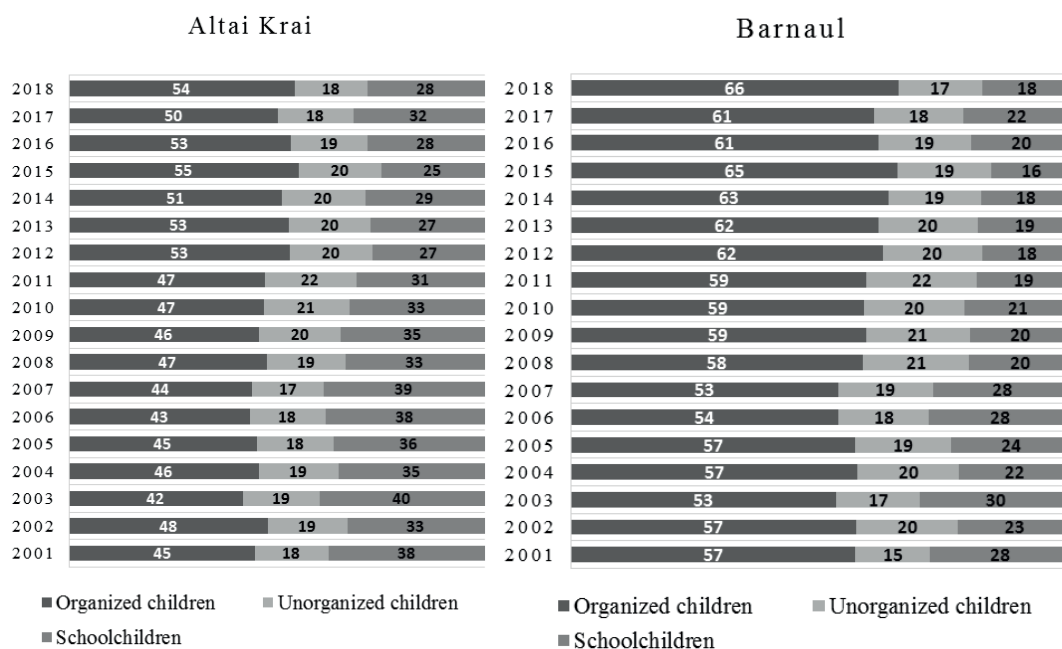 Altai Krai
2018 54 18 28
2017 50 18 32
2016 53 19 28
2015 55 20 25
2014 51 20 29
2013 53 20 27
2012 53 20 27
2011 47 22 31
2010 47 21 33
2009 46 20 35
2008 47 19 33
2007 44 17 39
2006 43 18 38
2005 45 18 36
2004 46 19 35
2003 42 19 40
2002 48 19 33
2001 45 18 38
Organized children Unorganized children
Schoolchildren
Barnaul
2018 66 17 18
2017 61 18 22
2016 61 19 20
2015 65 19 16
2014 63 19 18
2013 62 20 19
2012 62 20 18
2011 59 22 19
2010 59 20 21
2009 59 21 20
2008 58 21 20
2007 53 19 28
2006 54 18 28
2005 57 19 24
2004 57 20 22
2003 53 17 30
2002 57 20 23
2001 57 15 28
Organized children Unorganized children
Schoolchildren